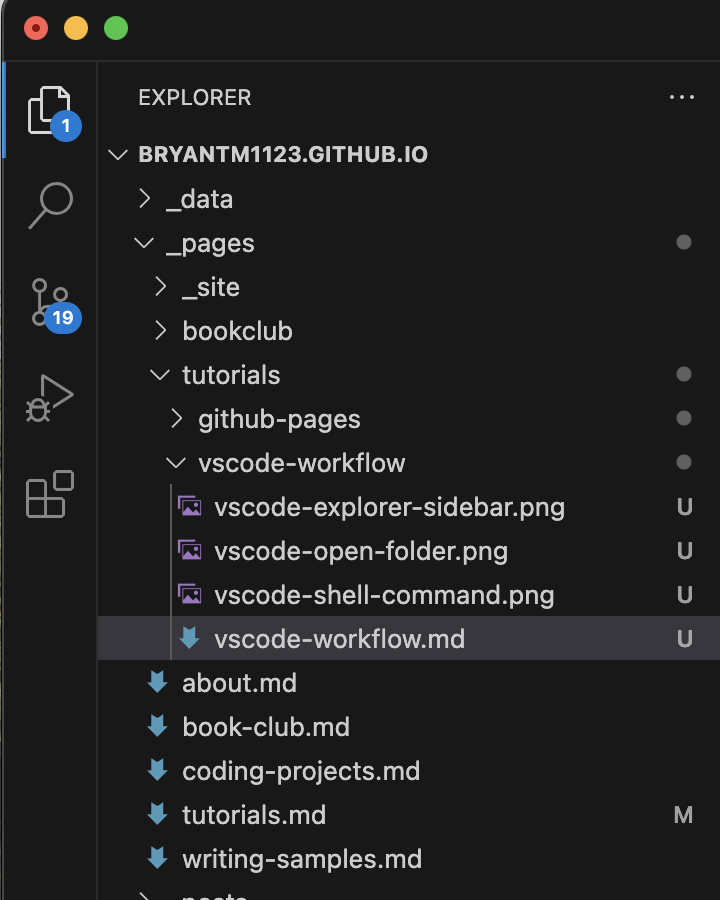 EXPLORER
1
BRYANTM1123.GITHUB.IO
_data
_pages
_site
19
bookclub
tutorials
github-pages
vscode-workflow
vscode-explorer-sidebar.png U
vscode-open-folder.png U
vscode-shell-command.png U
vscode-workflow.md U
about.md
book-club.md
coding-projects.md
tutorials.md M
writing-samples.md